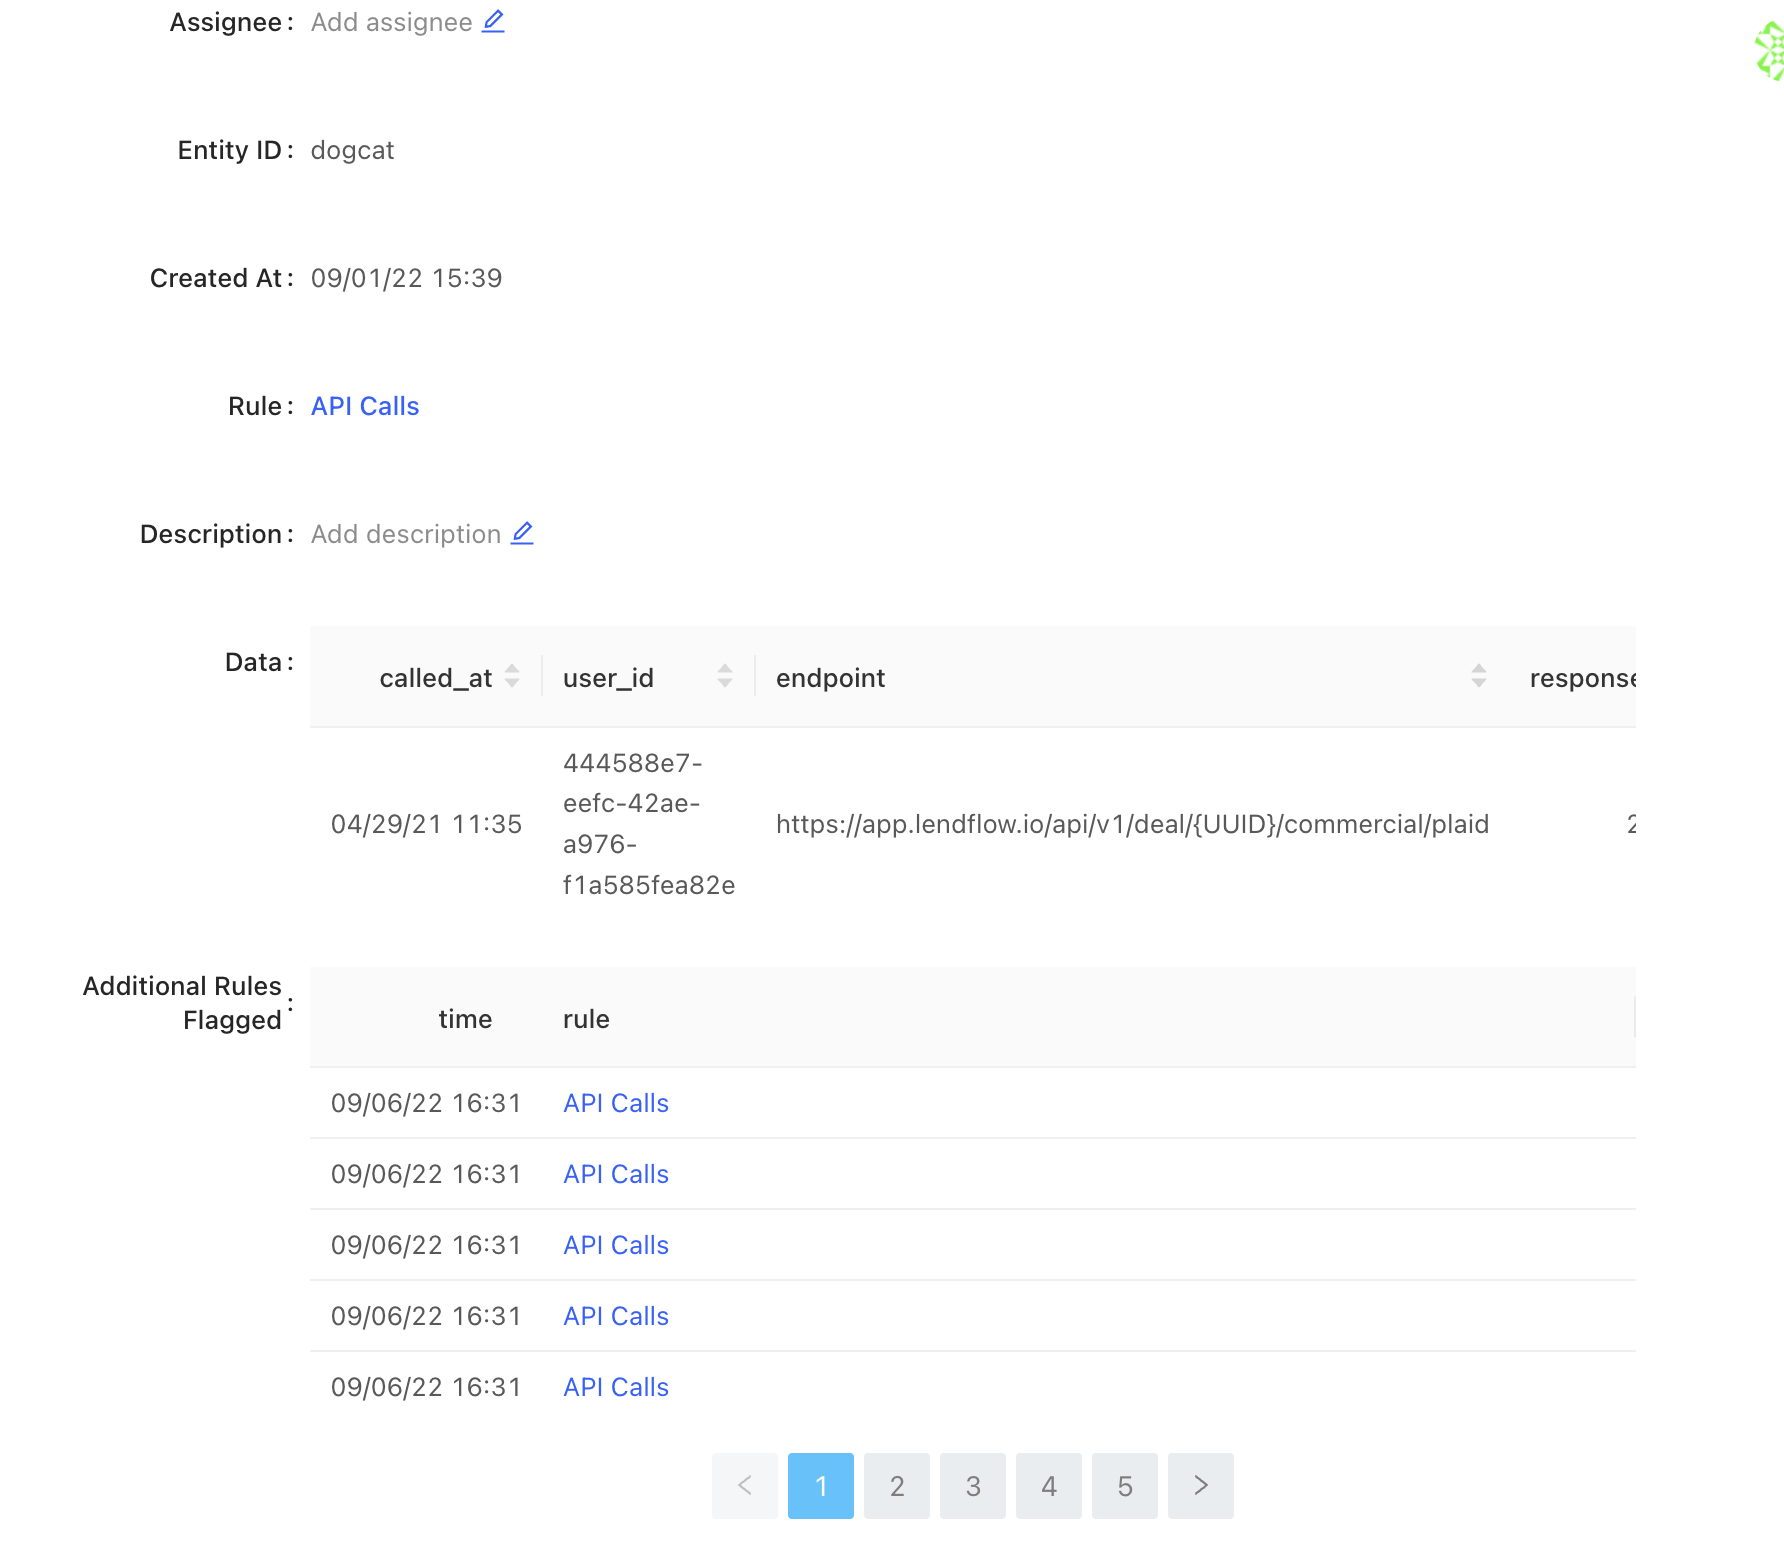 Assignee: Add assignee
Entity ID: dogcat
Created At: 09/01/22 15:39
Rule: API Calls
Description: Add description
Data:
called_at user_id endpoint response
444588e7-
eefc-42ae-
04/29/21 11:35 https://app.lendflow.io/api/v1/deal/{UUID}/commercial/plaid 2
a976-
f1a585fea82e
Additional Rules
Flagged:
time rule
09/06/22 16:31 API Calls
09/06/22 16:31 API Calls
09/06/22 16:31 API Calls
09/06/22 16:31 API Calls
09/06/22 16:31 API Calls
< 1 2 3 4 5 >